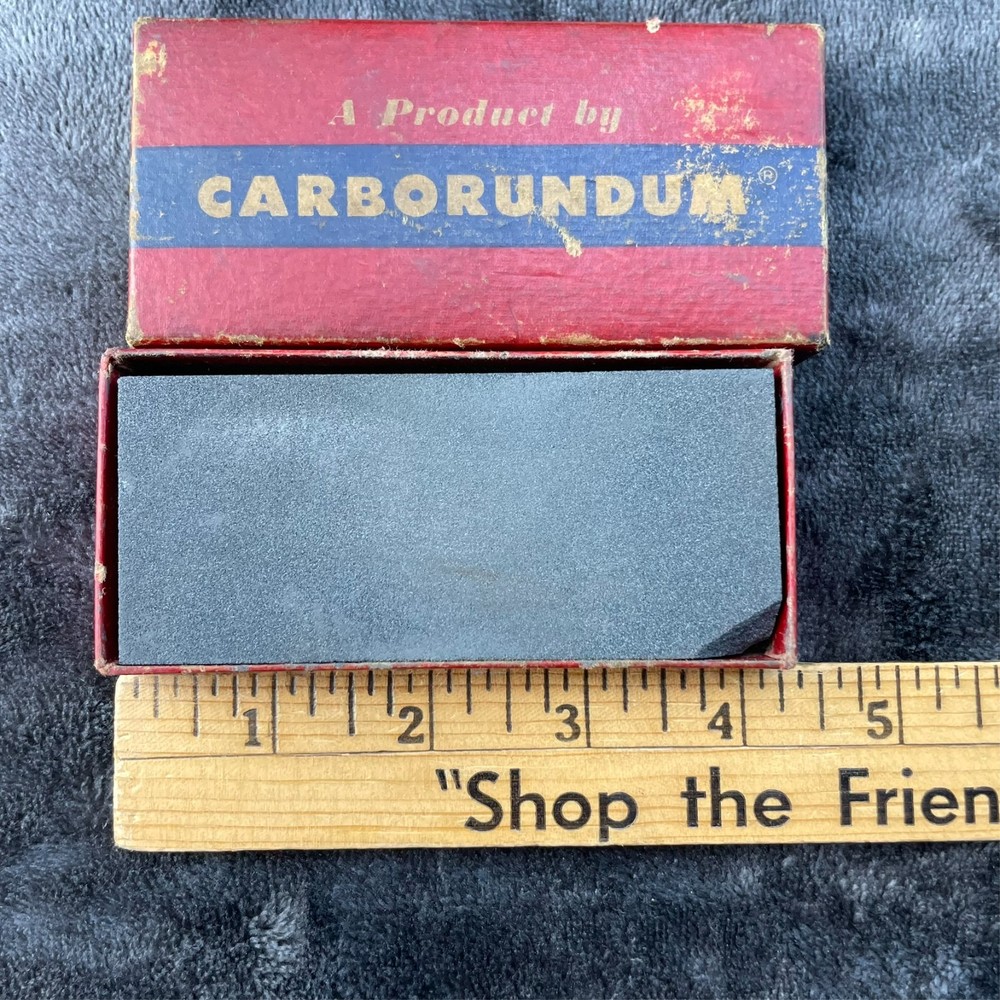 A Product by
CARBORUNDUM®
1 2 3 4 5
"Shop the Frien